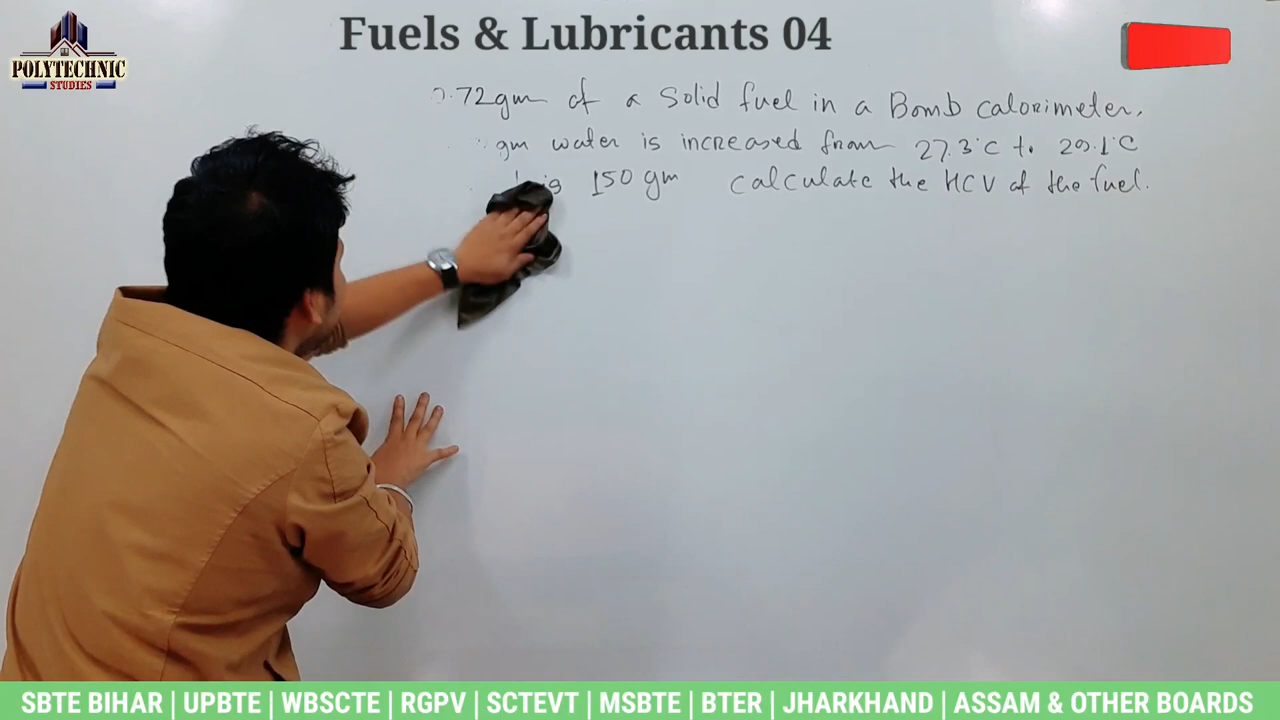 Fuels & Lubricants 04
POLYTECHNIC
STUDIES
.72gm of a Solid fuel in a Bomb calorimeter,
gm water is increased from 27.3°C to 29.1°C
is 150 gm calculate the HCV of the fuel.
SBTE BIHAR | UPBTE | WBSCTE | RGPV | SCTEVT | MSBTE | BTER | JHARKHAND | ASSAM & OTHER BOARDS